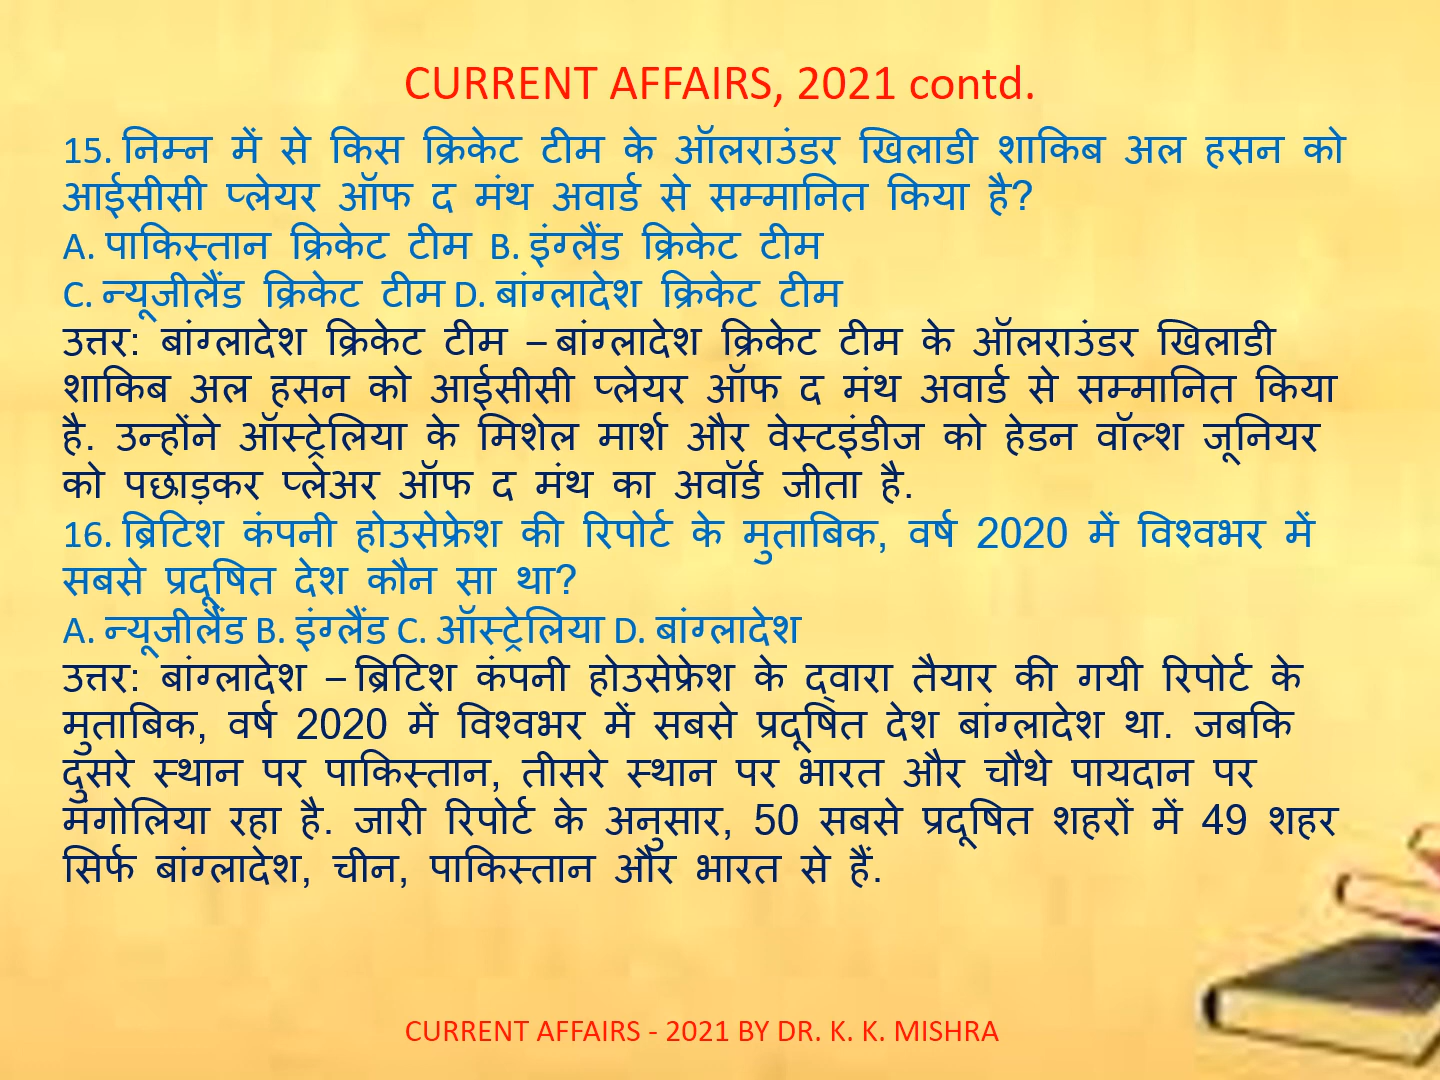 CURRENT AFFAIRS, 2021 contd.
15. निम्न में से किस क्रिकेट टीम के ऑलराउंडर खिलाडी शाकिब अल हसन को
आईसीसी प्लेयर ऑफ द मंथ अवार्ड से सम्मानित किया है?
A. पाकिस्तान क्रिकेट टीम B. इंग्लैंड क्रिकेट टीम
C. न्यूजीलैंड क्रिकेट टीम D. बांग्लादेश क्रिकेट टीम
उत्तर: बांग्लादेश क्रिकेट टीम – बांग्लादेश क्रिकेट टीम के ऑलराउंडर खिलाडी
शाकिब अल हसन को आईसीसी प्लेयर ऑफ द मंथ अवार्ड से सम्मानित किया
है. उन्होंने ऑस्ट्रेलिया के मिशेल मार्श और वेस्टइंडीज को हेडन वॉल्श जूनियर
को पछाड़कर प्लेअर ऑफ द मंथ का अवॉर्ड जीता है.
16. ब्रिटिश कंपनी होउसेफ्रेश की रिपोर्ट के मुताबिक, वर्ष 2020 में विश्वभर में
सबसे प्रदूषित देश कौन सा था?
A. न्यूजीलैंड B. इंग्लैंड C. ऑस्ट्रेलिया D. बांग्लादेश
उत्तर: बांग्लादेश – ब्रिटिश कंपनी होउसेफ्रेश के द्वारा तैयार की गयी रिपोर्ट के
मुताबिक, वर्ष 2020 में विश्वभर में सबसे प्रदूषित देश बांग्लादेश था. जबकि
दुसरे स्थान पर पाकिस्तान, तीसरे स्थान पर भारत और चौथे पायदान पर
मंगोलिया रहा है. जारी रिपोर्ट के अनुसार, 50 सबसे प्रदूषित शहरों में 49 शहर
सिर्फ बांग्लादेश, चीन, पाकिस्तान और भारत से हैं.
CURRENT AFFAIRS - 2021 BY DR. K. K. MISHRA